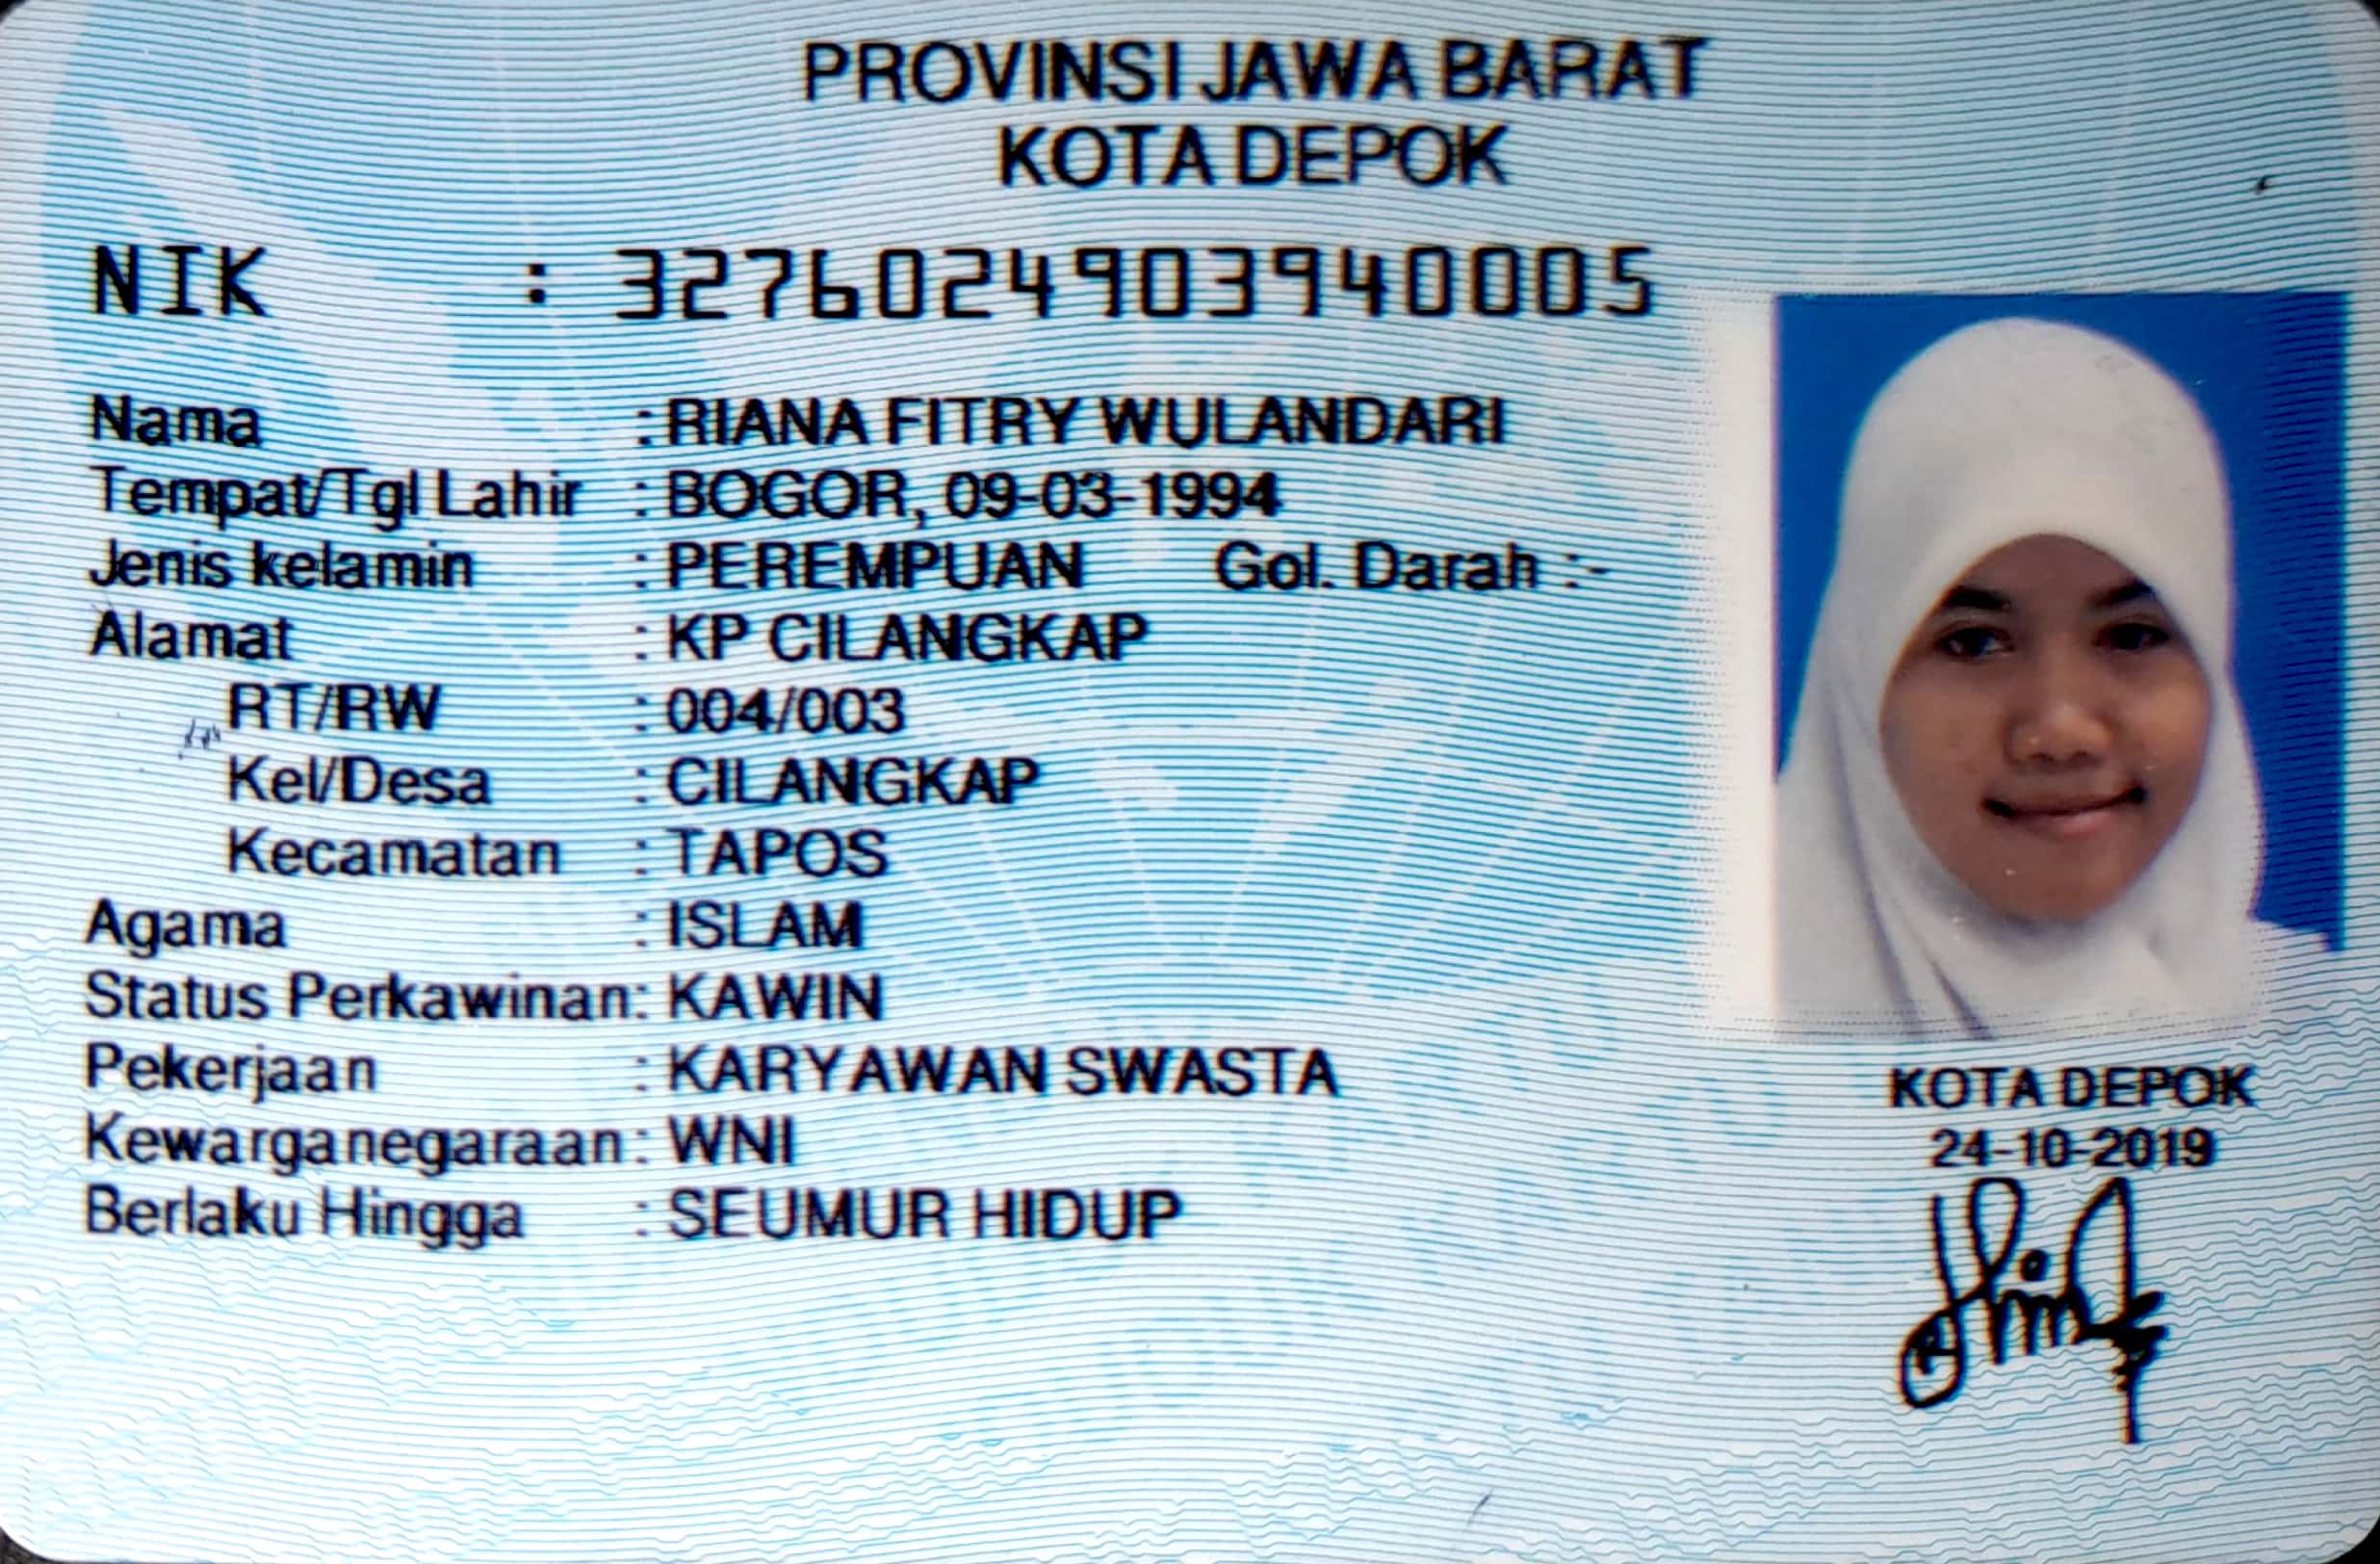 PROVINSI JAWA BARAT
KOTA DEPOK
NIK : 3276024903940005
Nama : RIANA FITRY WULANDARI
Tempat/Tgl Lahir : BOGOR, 09-03-1994
Jenis kelamin : PEREMPUAN Gol. Darah :-
Alamat : KP CILANGKAP
RT/RW : 004/003
Kel/Desa : CILANGKAP
Kecamatan : TAPOS
Agama : ISLAM
Status Perkawinan: KAWIN
Pekerjaan : KARYAWAN SWASTA
Kewarganegaraan: WNI
Berlaku Hingga : SEUMUR HIDUP
KOTA DEPOK
24-10-2019